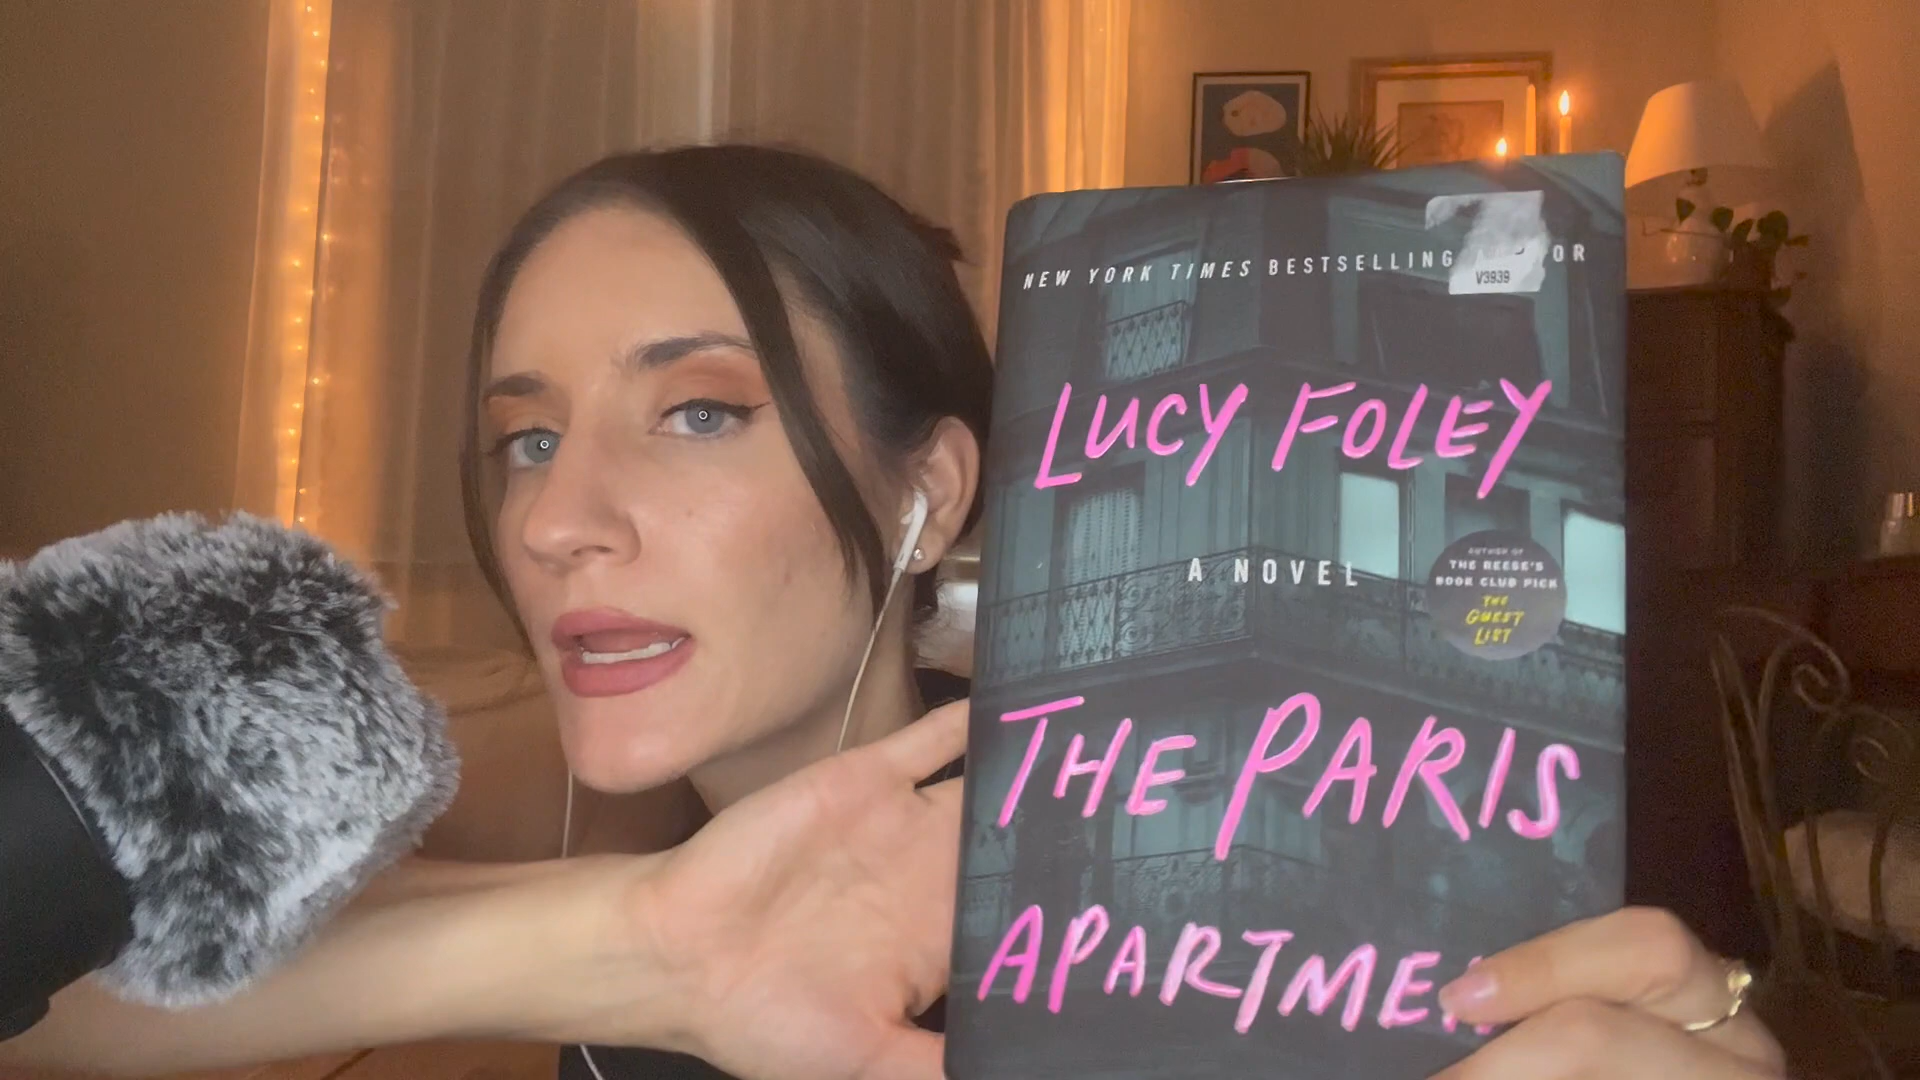 NEW YORK TIMES BESTSELLING
V3939
LUCY FOLEY
A NOVEL
AUTHOR OF
THE REESE'S
BOOK CLUB PICK
THE
GUEST
LIST
THE PARIS